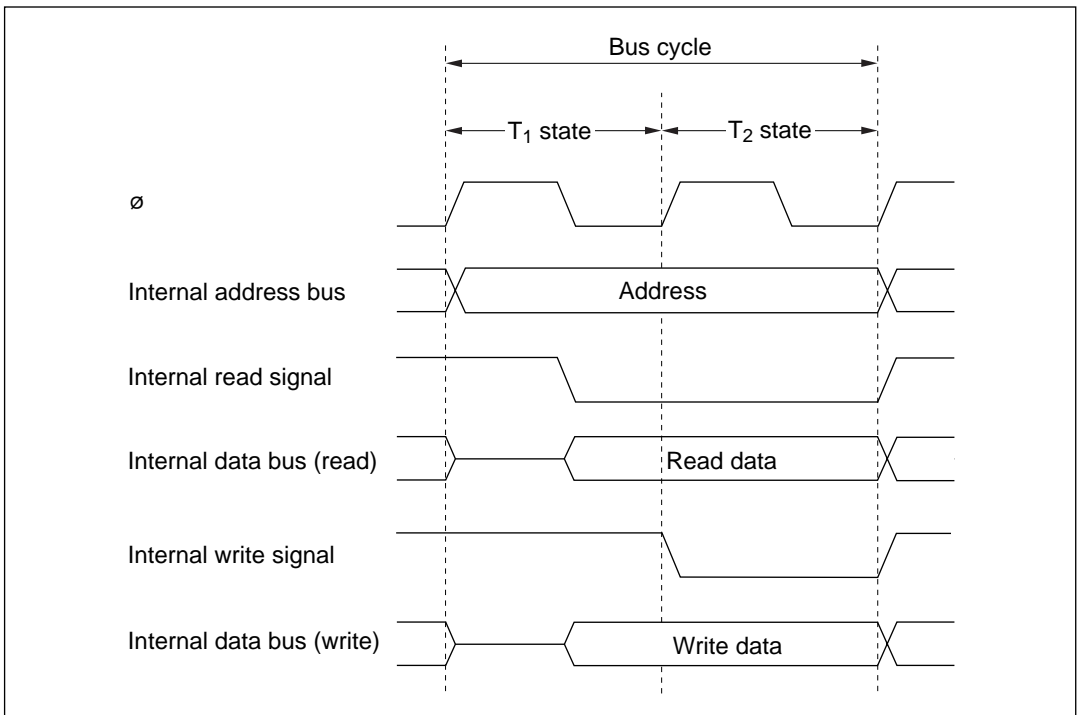 Bus cycle
T₁ state
T₂ state
ø
Internal address bus
Address
Internal read signal
Internal data bus (read)
Read data
Internal write signal
Internal data bus (write)
Write data